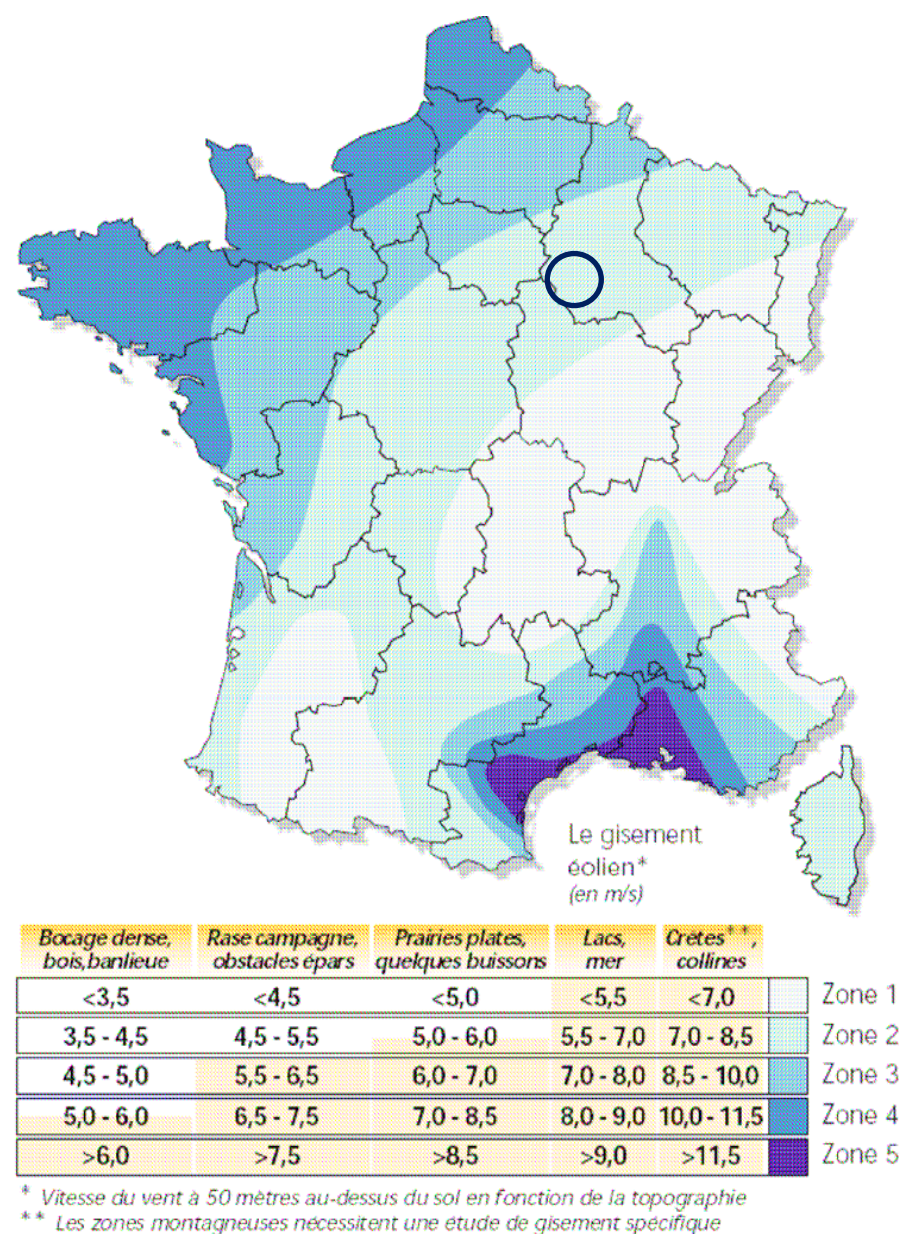 Le gisement
éolien*
(en m/s)
Bocage dense, bois,banlieue
Rase campagne, obstacles épars
Prairies plates, quelques buissons
Lacs, mer
Crêtes**, collines
<3,5 <4,5 <5,0 <5,5 <7,0 Zone 1
3,5 - 4,5 4,5 - 5,5 5,0 - 6,0 5,5 - 7,0 7,0 - 8,5 Zone 2
4,5 - 5,0 5,5 - 6,5 6,0 - 7,0 7,0 - 8,0 8,5 - 10,0 Zone 3
5,0 - 6,0 6,5 - 7,5 7,0 - 8,5 8,0 - 9,0 10,0 - 11,5 Zone 4
>6,0 >7,5 >8,5 >9,0 >11,5 Zone 5
* Vitesse du vent à 50 mètres au-dessus du sol en fonction de la topographie
** Les zones montagneuses nécessitent une étude de gisement spécifique